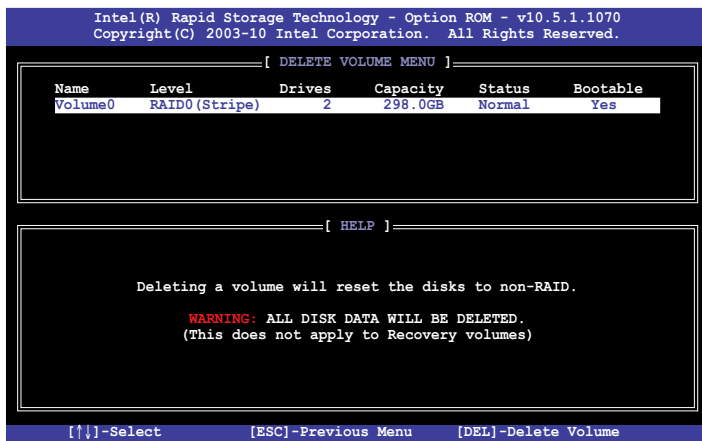 Intel(R) Rapid Storage Technology - Option ROM - v10.5.1.1070
Copyright(C) 2003-10 Intel Corporation. All Rights Reserved.
[ DELETE VOLUME MENU ]
Name Level Drives Capacity Status Bootable
Volume0 RAID0(Stripe) 2 298.0GB Normal Yes
[ HELP ]
Deleting a volume will reset the disks to non-RAID.
WARNING: ALL DISK DATA WILL BE DELETED.
(This does not apply to Recovery volumes)
[↑↓]-Select [ESC]-Previous Menu [DEL]-Delete Volume